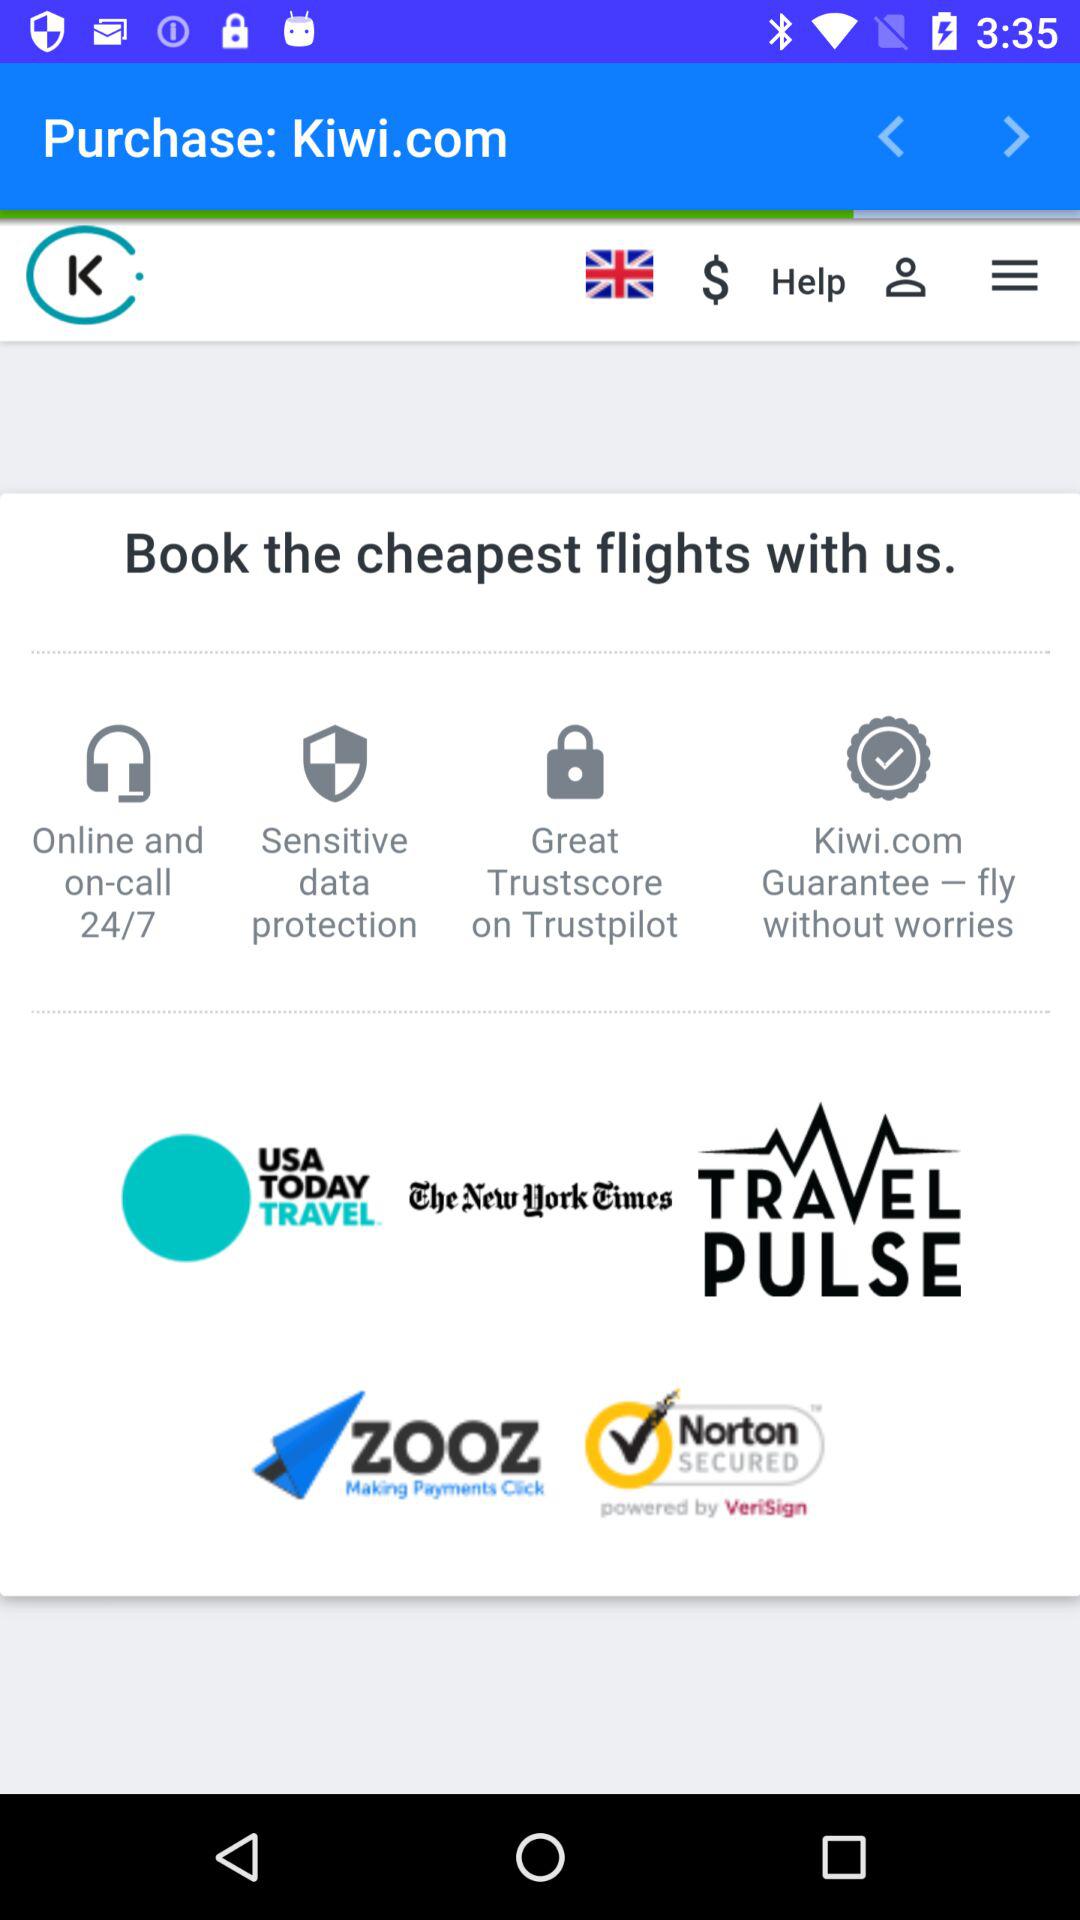 3:35
Purchase: Kiwi.com
K
$ Help
Book the cheapest flights with us.
Online and
on-call
24/7
Sensitive
data
protection
Great
Trustscore
on Trustpilot
Kiwi.com
Guarantee — fly
without worries
USA
TODAY
TRAVEL
The New York Times
TRAVEL
PULSE
ZOOZ
Making Payments Click
Norton
SECURED
powered by VeriSign